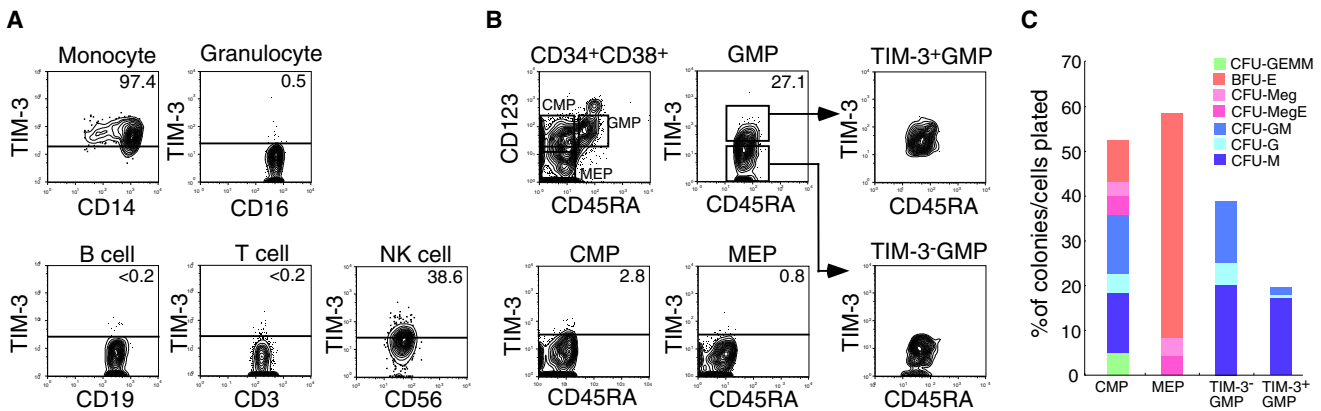 A
Monocyte
97.4
TIM-3
CD14
Granulocyte
0.5
TIM-3
CD16
B cell
<0.2
TIM-3
CD19
T cell
<0.2
TIM-3
CD3
NK cell
38.6
TIM-3
CD56
B
CD34+CD38+
CMP
GMP
MEP
CD123
CD45RA
GMP
27.1
TIM-3
CD45RA
TIM-3+GMP
TIM-3
CD45RA
CMP
2.8
TIM-3
CD45RA
MEP
0.8
TIM-3
CD45RA
TIM-3-GMP
TIM-3
CD45RA
C
%of colonies/cells plated
70
60
50
40
30
20
10
0
CFU-GEMM
BFU-E
CFU-Meg
CFU-MegE
CFU-GM
CFU-G
CFU-M
CMP
MEP
TIM-3-
GMP
TIM-3+
GMP